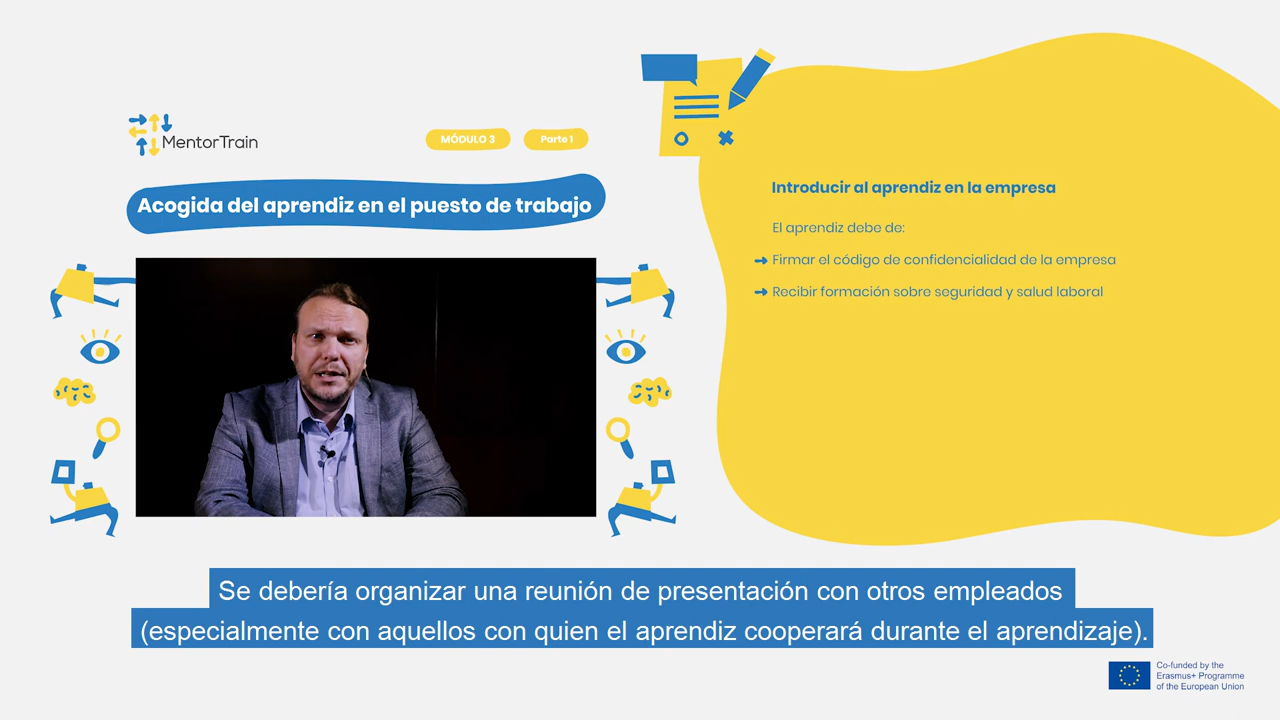 MentorTrain
MÓDULO 3
Parte 1
Acogida del aprendiz en el puesto de trabajo
Introducir al aprendiz en la empresa
El aprendiz debe de:
Firmar el código de confidencialidad de la empresa
Recibir formación sobre seguridad y salud laboral
Se debería organizar una reunión de presentación con otros empleados
(especialmente con aquellos con quien el aprendiz cooperará durante el aprendizaje).
Co-funded by the
Erasmus+ Programme
of the European Union